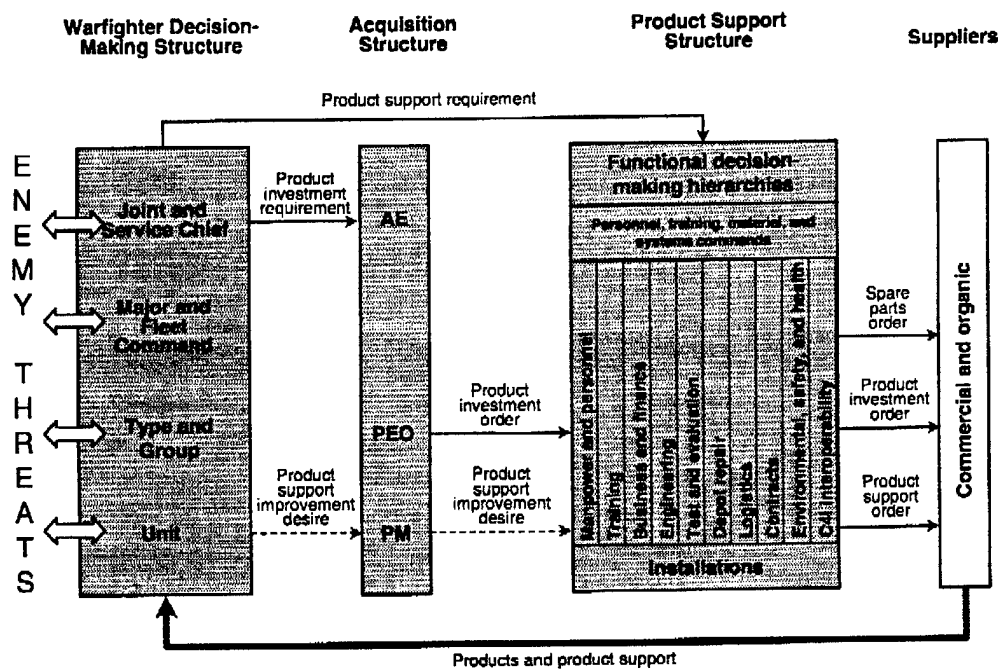 Warfighter Decision-
Making Structure
Acquisition
Structure
Product Support
Structure
Suppliers
Product support requirement
ENEMY THREATS
Joint and
Service Chief
Major and
Fleet
Command
Type and
Group
Unit
Product
investment
requirement
Product
support
improvement
desire
AE
PEO
PM
Product
investment
order
Product
support
improvement
desire
Functional decision-
making hierarchies
Personnel, training, material, and
systems commands
Manpower and personnel
Training
Business and finance
Engineering
Test and evaluation
Depot repair
Logistics
Contracts
Environmental, safety, and health
C4I interoperability
Installations
Spare
parts
order
Product
investment
order
Product
support
order
Commercial and organic
Products and product support